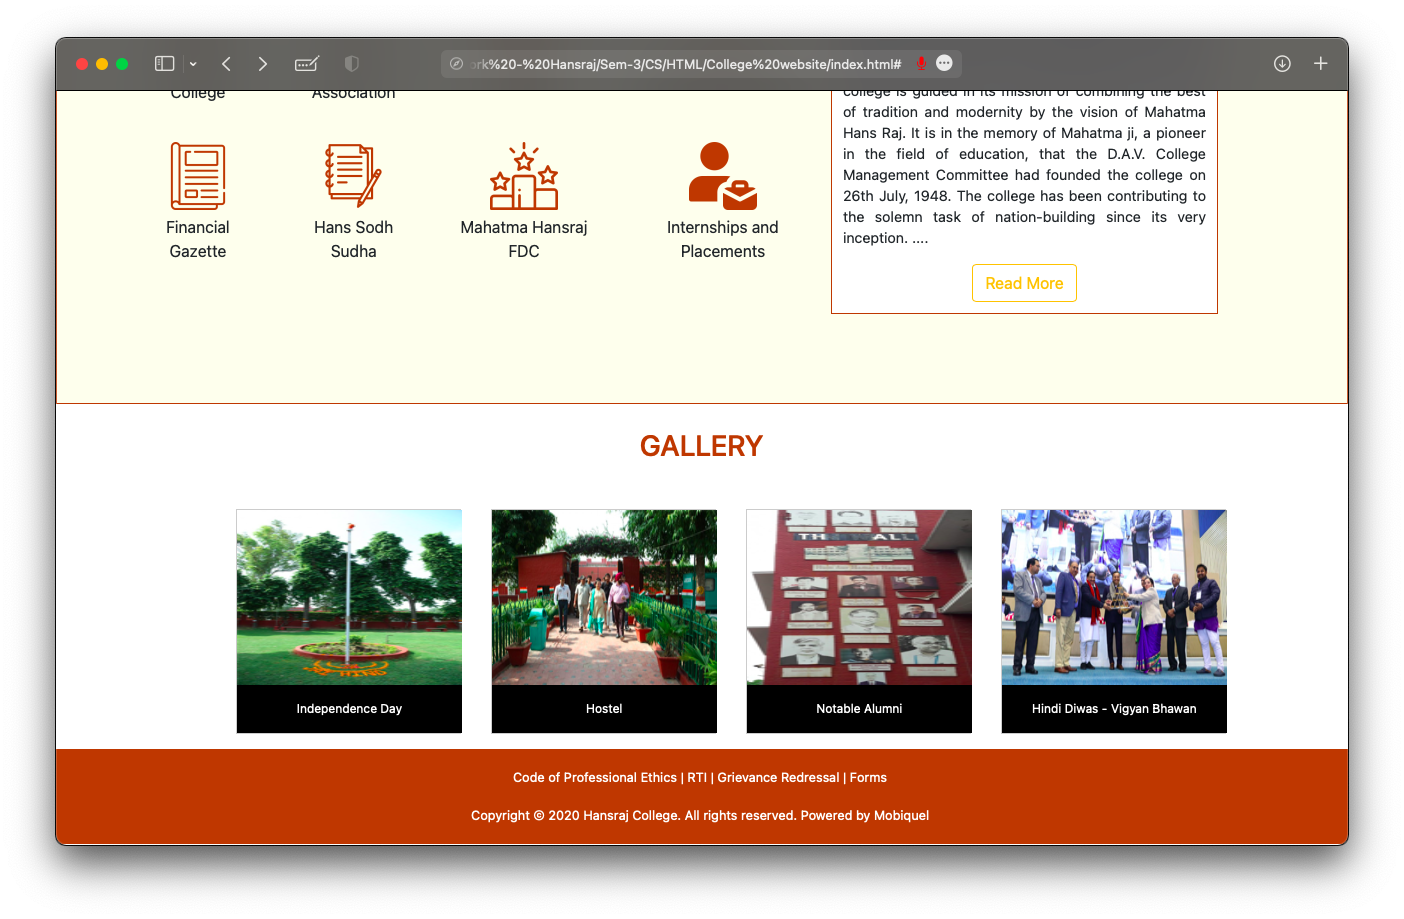 ork%20-%20Hansraj/Sem-3/CS/HTML/College%20website/index.html#
College
Association
Financial
Gazette
Hans Sodh
Sudha
Mahatma Hansraj
FDC
Internships and
Placements
college is guided in its mission of combining the best
of tradition and modernity by the vision of Mahatma
Hans Raj. It is in the memory of Mahatma ji, a pioneer
in the field of education, that the D.A.V. College
Management Committee had founded the college on
26th July, 1948. The college has been contributing to
the solemn task of nation-building since its very
inception. ....
Read More
GALLERY
THE WALL
Independence Day
Hostel
Notable Alumni
Hindi Diwas - Vigyan Bhawan
Code of Professional Ethics | RTI | Grievance Redressal | Forms
Copyright © 2020 Hansraj College. All rights reserved. Powered by Mobiquel